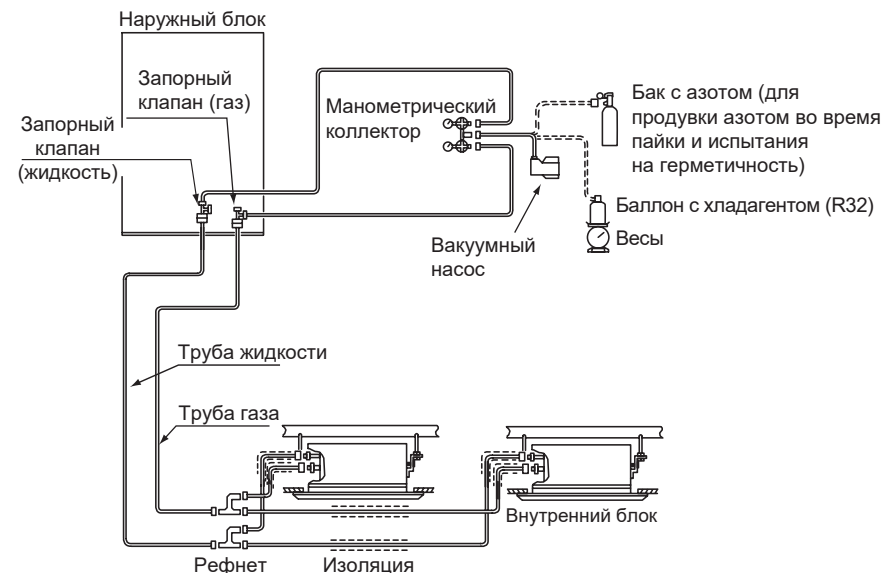 Наружный блок
Запорный
клапан (газ)
Запорный
клапан
(жидкость)
Манометрический
коллектор
Бак с азотом (для
продувки азотом во время
пайки и испытания
на герметичность)
Баллон с хладагентом (R32)
Весы
Вакуумный
насос
Труба жидкости
Труба газа
Внутренний блок
Рефнет
Изоляция